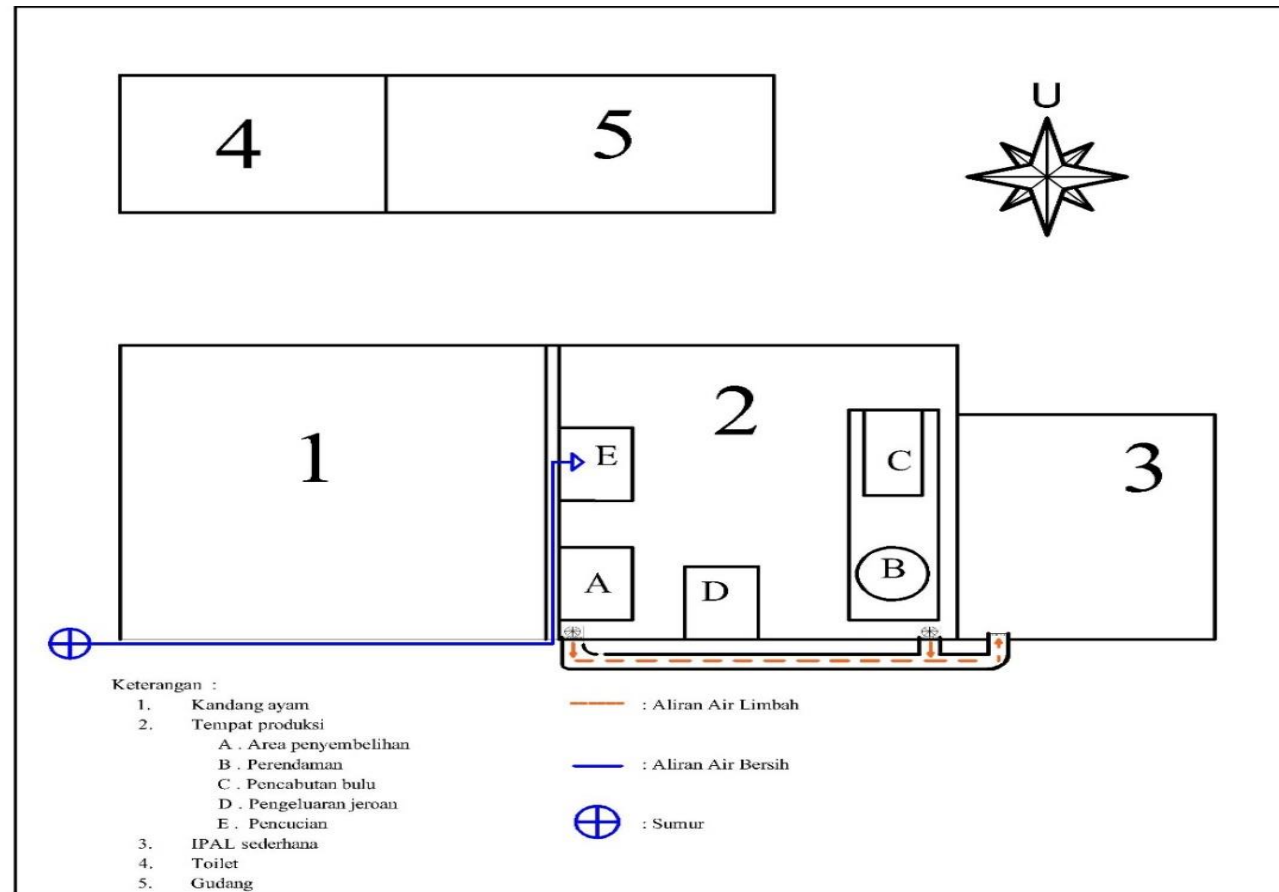 U
4
5
1
2
3
E
C
A
D
B
Keterangan :
1. Kandang ayam
2. Tempat produksi
A . Area penyembelihan
B . Perendaman
C . Pencabutan bulu
D . Pengeluaran jeroan
E . Pencucian
3. IPAL sederhana
4. Toilet
5. Gudang
: Aliran Air Limbah
: Aliran Air Bersih
: Sumur